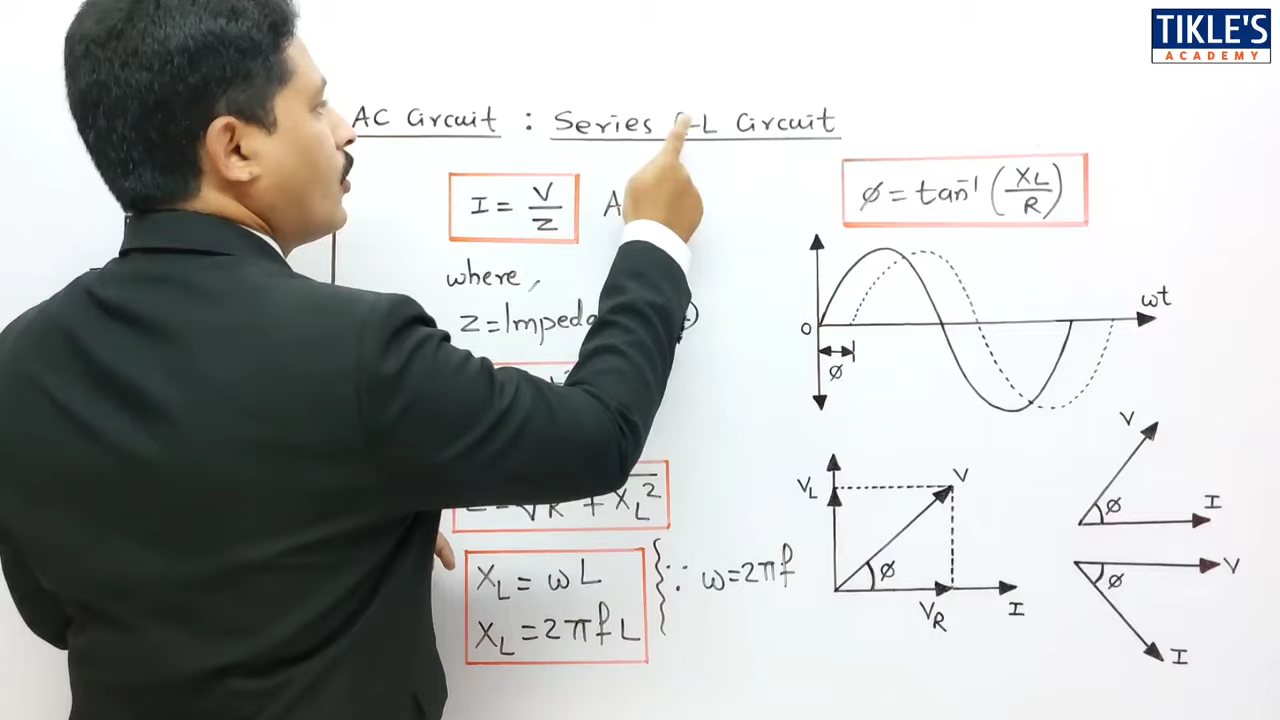 TIKLE'S
ACADEMY
AC Circuit : Series -L Circuit
I = V/Z A
where,
Z = Impeda
Z = √R + XL²
XL = ωL
XL = 2πfL
∵ ω = 2πf
ø = tan⁻¹ (XL/R)
0
ωt
ø
VL
V
ø
VR
I
V
ø
I
V
ø
I